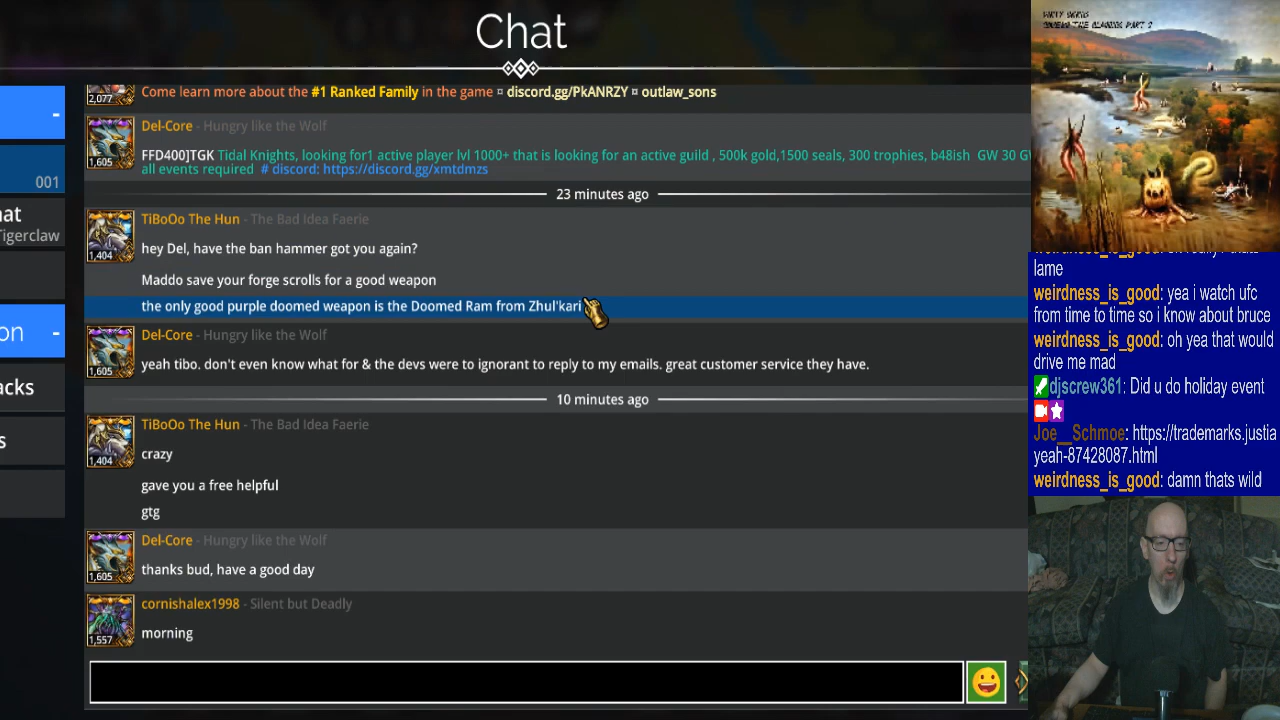 Chat
2,077
Come learn more about the #1 Ranked Family in the game ¤ discord.gg/PkANRZY ¤ outlaw_sons
Del-Core - Hungry like the Wolf
1,605
FFD400]TGK Tidal Knights, looking for1 active player lvl 1000+ that is looking for an active guild , 500k gold,1500 seals, 300 trophies, b48ish GW 30
all events required # discord: https://discord.gg/xmtdmzs
23 minutes ago
TiBoOo The Hun - The Bad Idea Faerie
1,404
hey Del, have the ban hammer got you again?
Maddo save your forge scrolls for a good weapon
the only good purple doomed weapon is the Doomed Ram from Zhul'kari
Del-Core - Hungry like the Wolf
1,605
yeah tibo. don't even know what for & the devs were to ignorant to reply to my emails. great customer service they have.
10 minutes ago
TiBoOo The Hun - The Bad Idea Faerie
1,404
crazy
gave you a free helpful
gtg
Del-Core - Hungry like the Wolf
1,605
thanks bud, have a good day
cornishalex1998 - Silent but Deadly
1,557
morning
-
001
at
Tigerclaw
on -
acks
s
PART 2
lame
weirdness_is_good: yea i watch ufc
from time to time so i know about bruce
weirdness_is_good: oh yea that would
drive me mad
djscrew361: Did u do holiday event
Joe__Schmoe: https://trademarks.justia
yeah-87428087.html
weirdness_is_good: damn thats wild